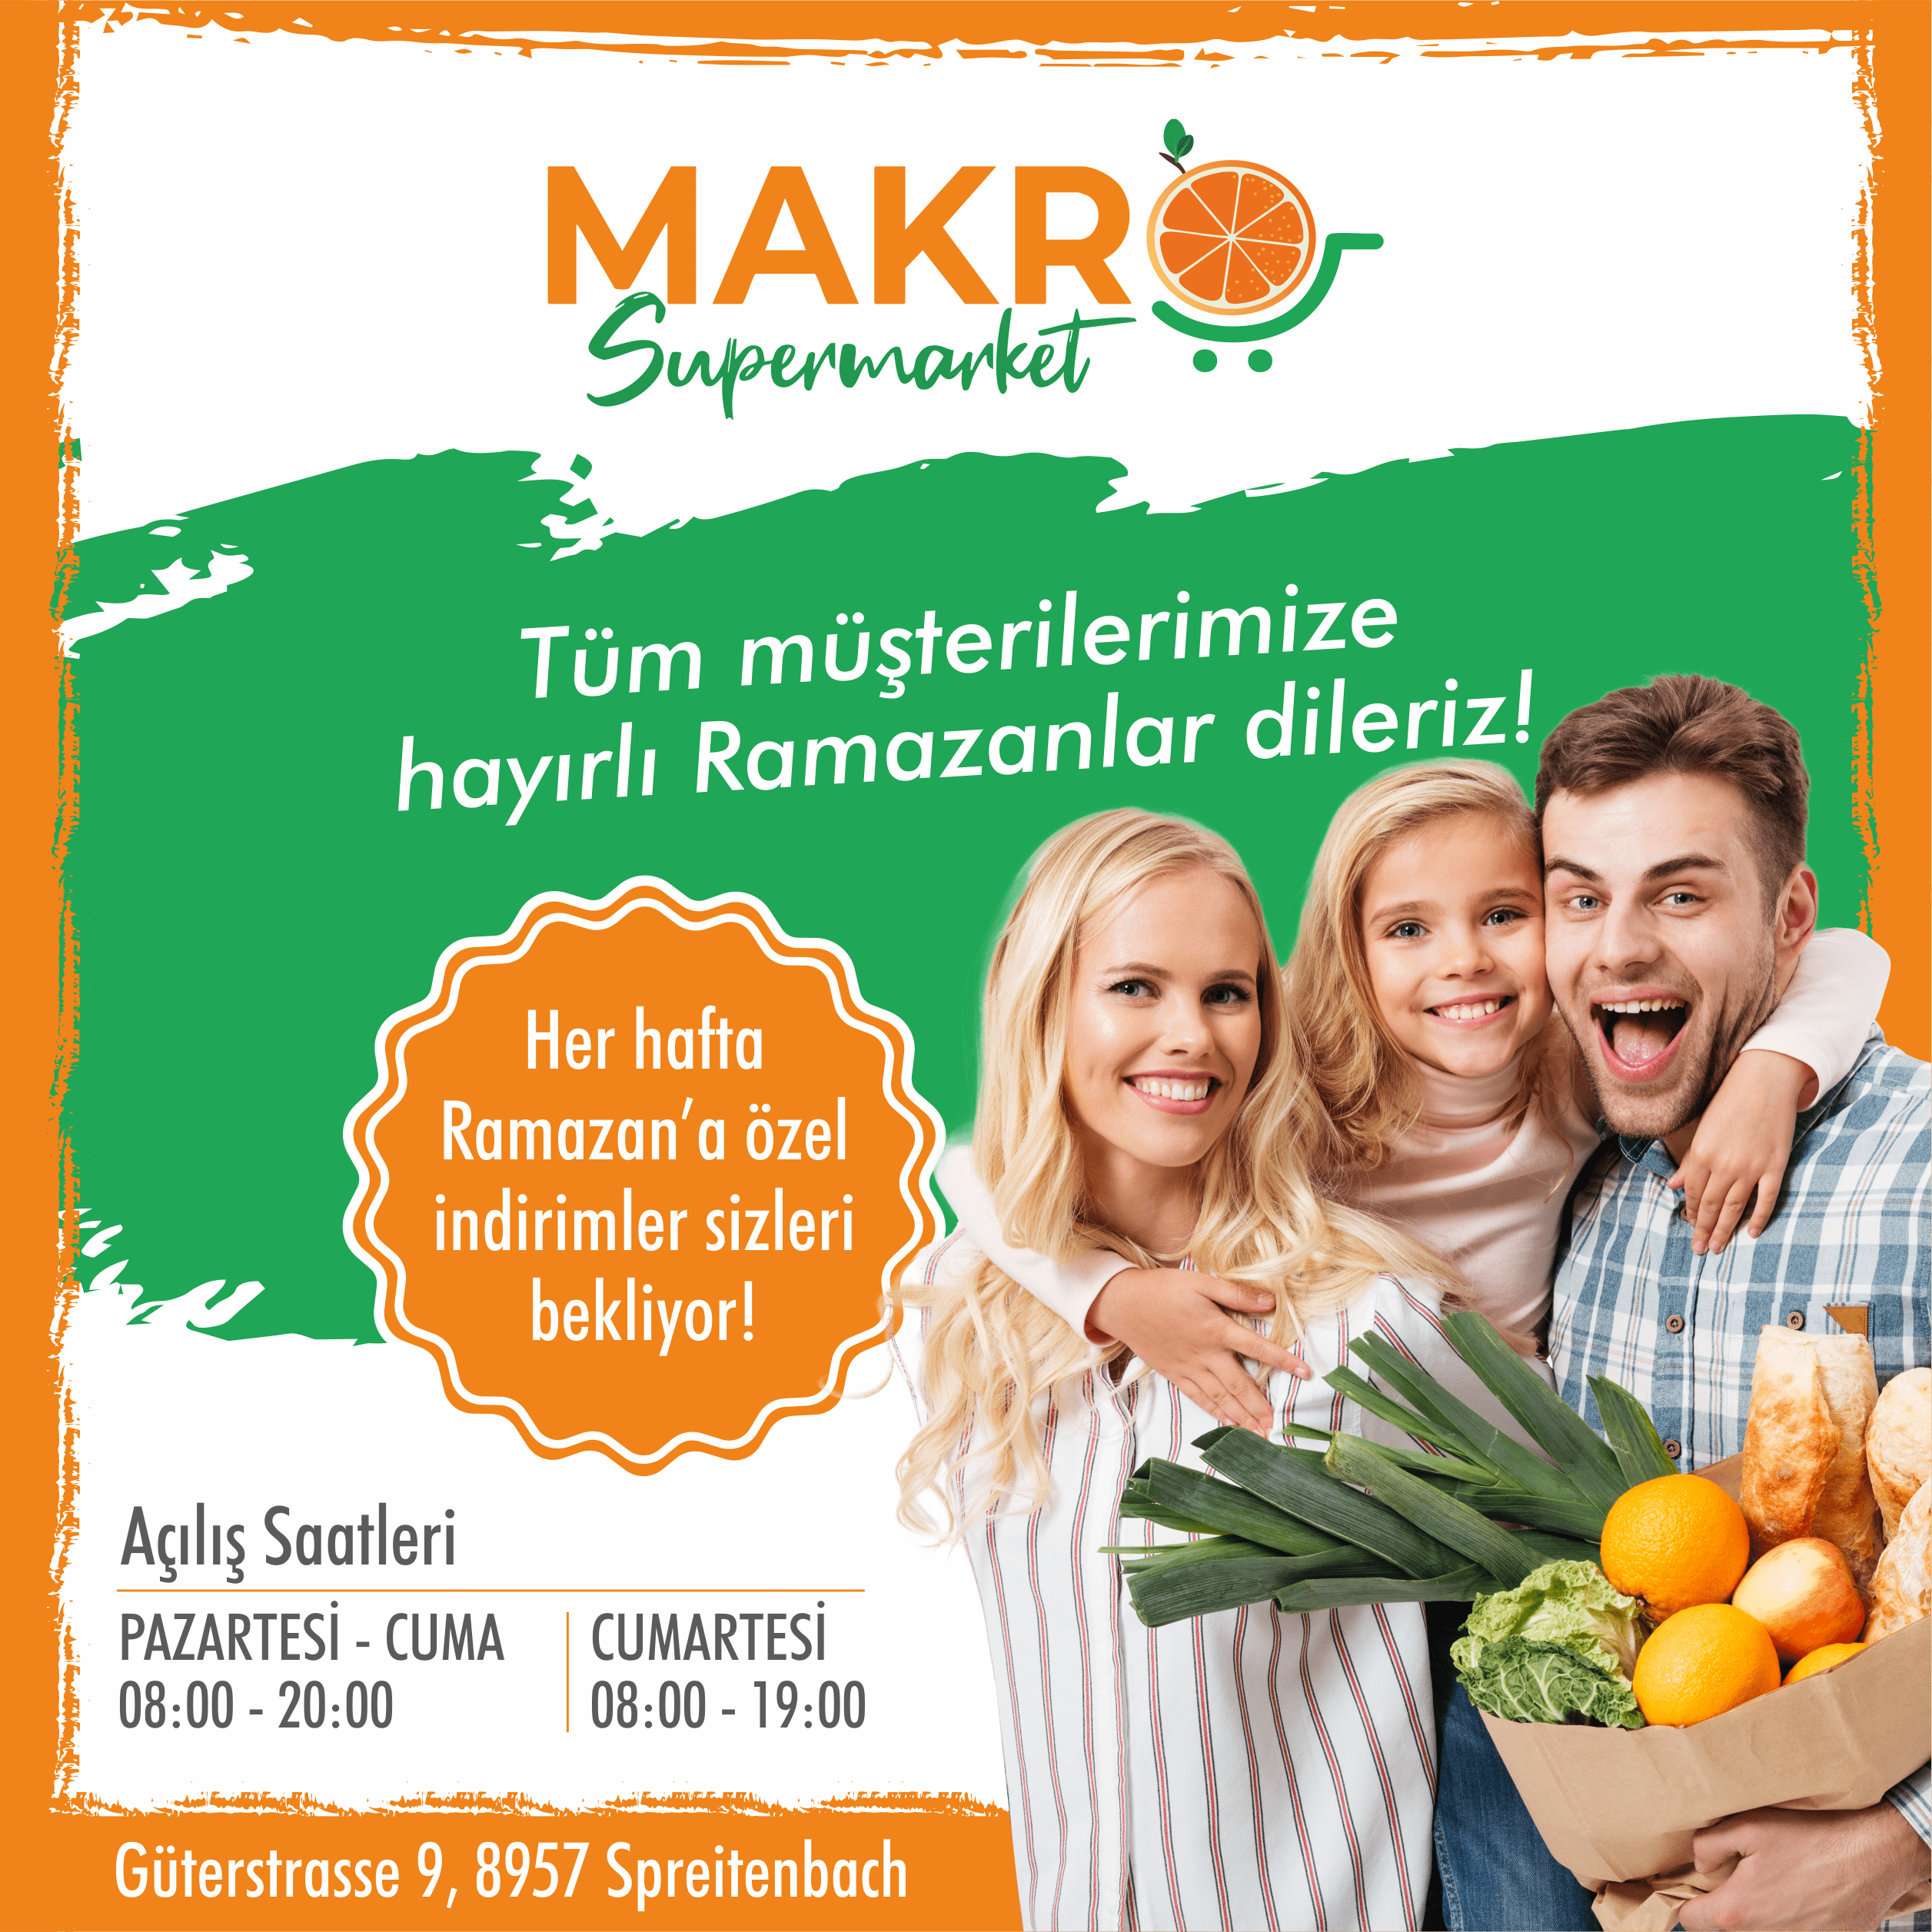 MAKRO
Supermarket
Tüm müşterilerimize
hayırlı Ramazanlar dileriz!
Her hafta
Ramazan'a özel
indirimler sizleri
bekliyor!
Açılış Saatleri
PAZARTESİ - CUMA
08:00 - 20:00
CUMARTESİ
08:00 - 19:00
Güterstrasse 9, 8957 Spreitenbach